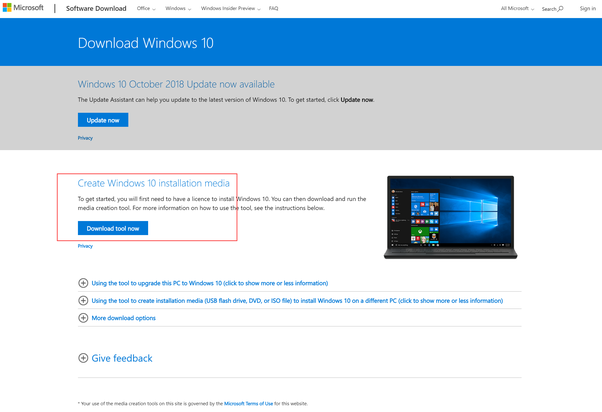 Microsoft Software Download Office Windows Windows Insider Preview FAQ All Microsoft Search Sign in
Download Windows 10
Windows 10 October 2018 Update now available
The Update Assistant can help you update to the latest version of Windows 10. To get started, click Update now.
Update now
Privacy
Create Windows 10 installation media
To get started, you will first need to have a licence to install Windows 10. You can then download and run the
media creation tool. For more information on how to use the tool, see the instructions below.
Download tool now
Privacy
Using the tool to upgrade this PC to Windows 10 (click to show more or less information)
Using the tool to create installation media (USB flash drive, DVD, or ISO file) to install Windows 10 on a different PC (click to show more or less information)
More download options
Give feedback
* Your use of the media creation tools on this site is governed by the Microsoft Terms of Use for this website.